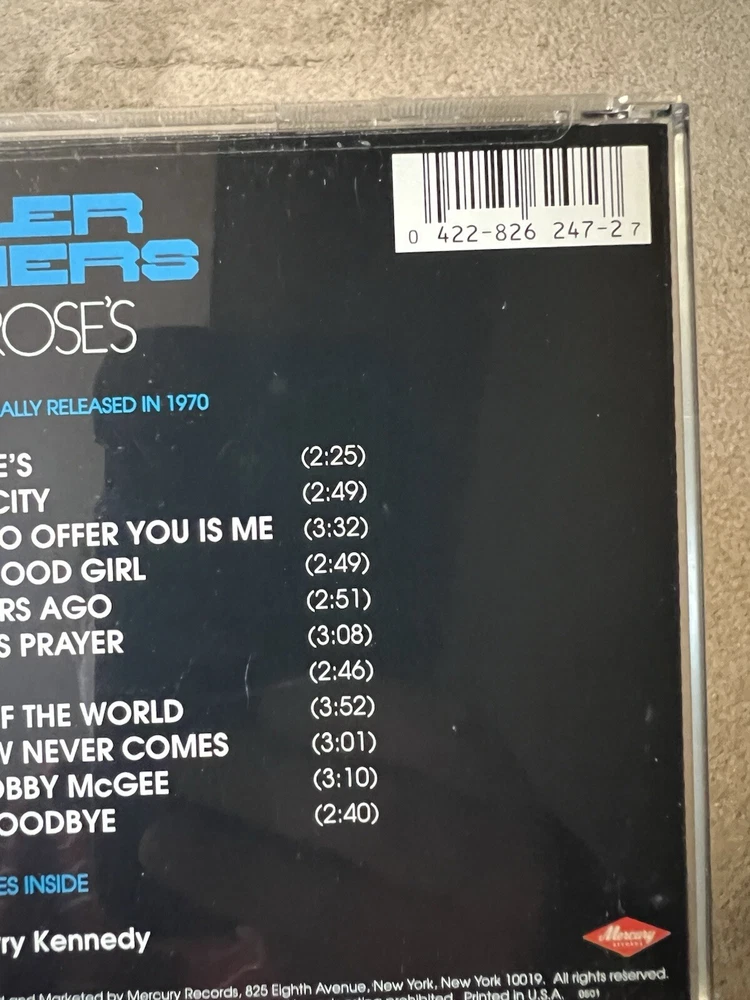 0 422-826 247-2 7
LER
HERS
ROSE'S
ALLY RELEASED IN 1970
E'S (2:25)
CITY (2:49)
O OFFER YOU IS ME (3:32)
OOD GIRL (2:49)
RS AGO (2:51)
S PRAYER (3:08)
(2:46)
F THE WORLD (3:52)
W NEVER COMES (3:01)
OBBY McGEE (3:10)
OODBYE (2:40)
ES INSIDE
rry Kennedy
Mercury
RECORDS
and Marketed by Mercury Records, 825 Eighth Avenue, New York, New York 10019. All rights reserved.
prohibited. Printed in U.S.A. 0601